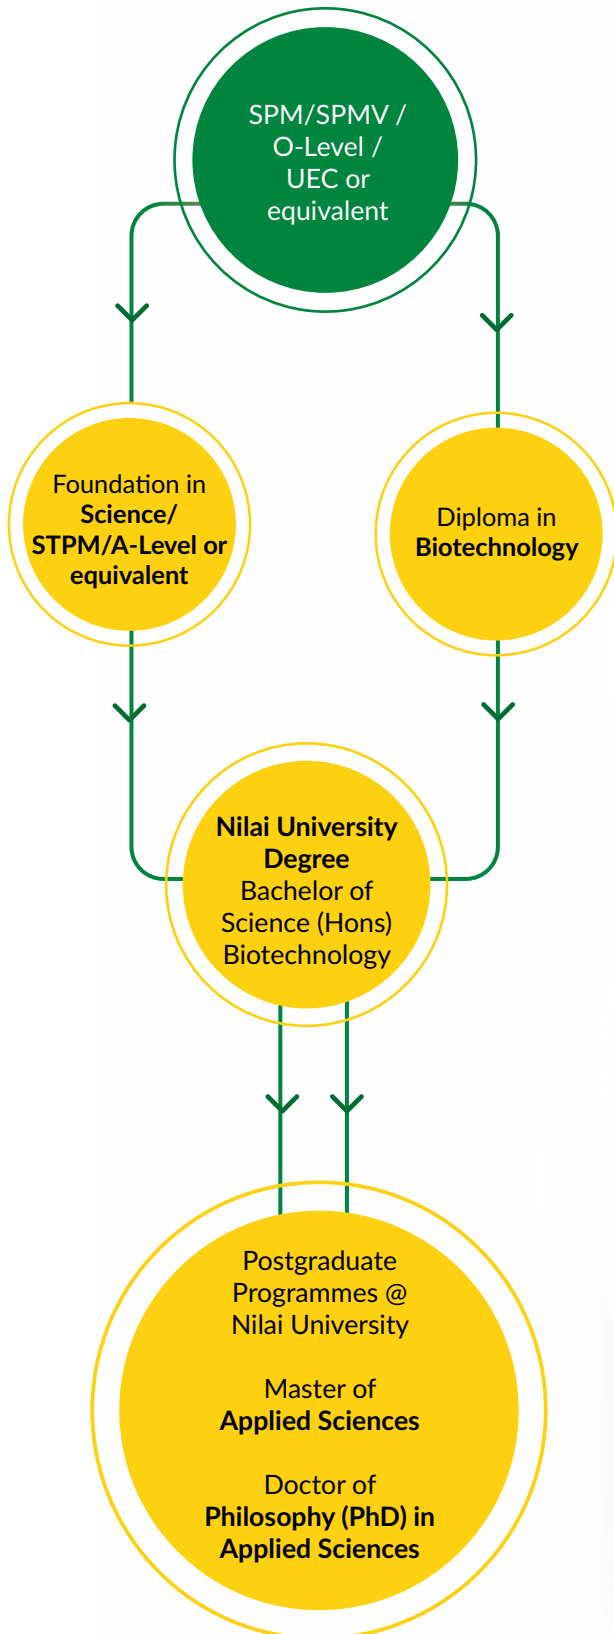 SPM/SPMV /
O-Level /
UEC or
equivalent
Foundation in
Science/
STPM/A-Level or
equivalent
Diploma in
Biotechnology
Nilai University
Degree
Bachelor of
Science (Hons)
Biotechnology
Postgraduate
Programmes @
Nilai University
Master of
Applied Sciences
Doctor of
Philosophy (PhD) in
Applied Sciences